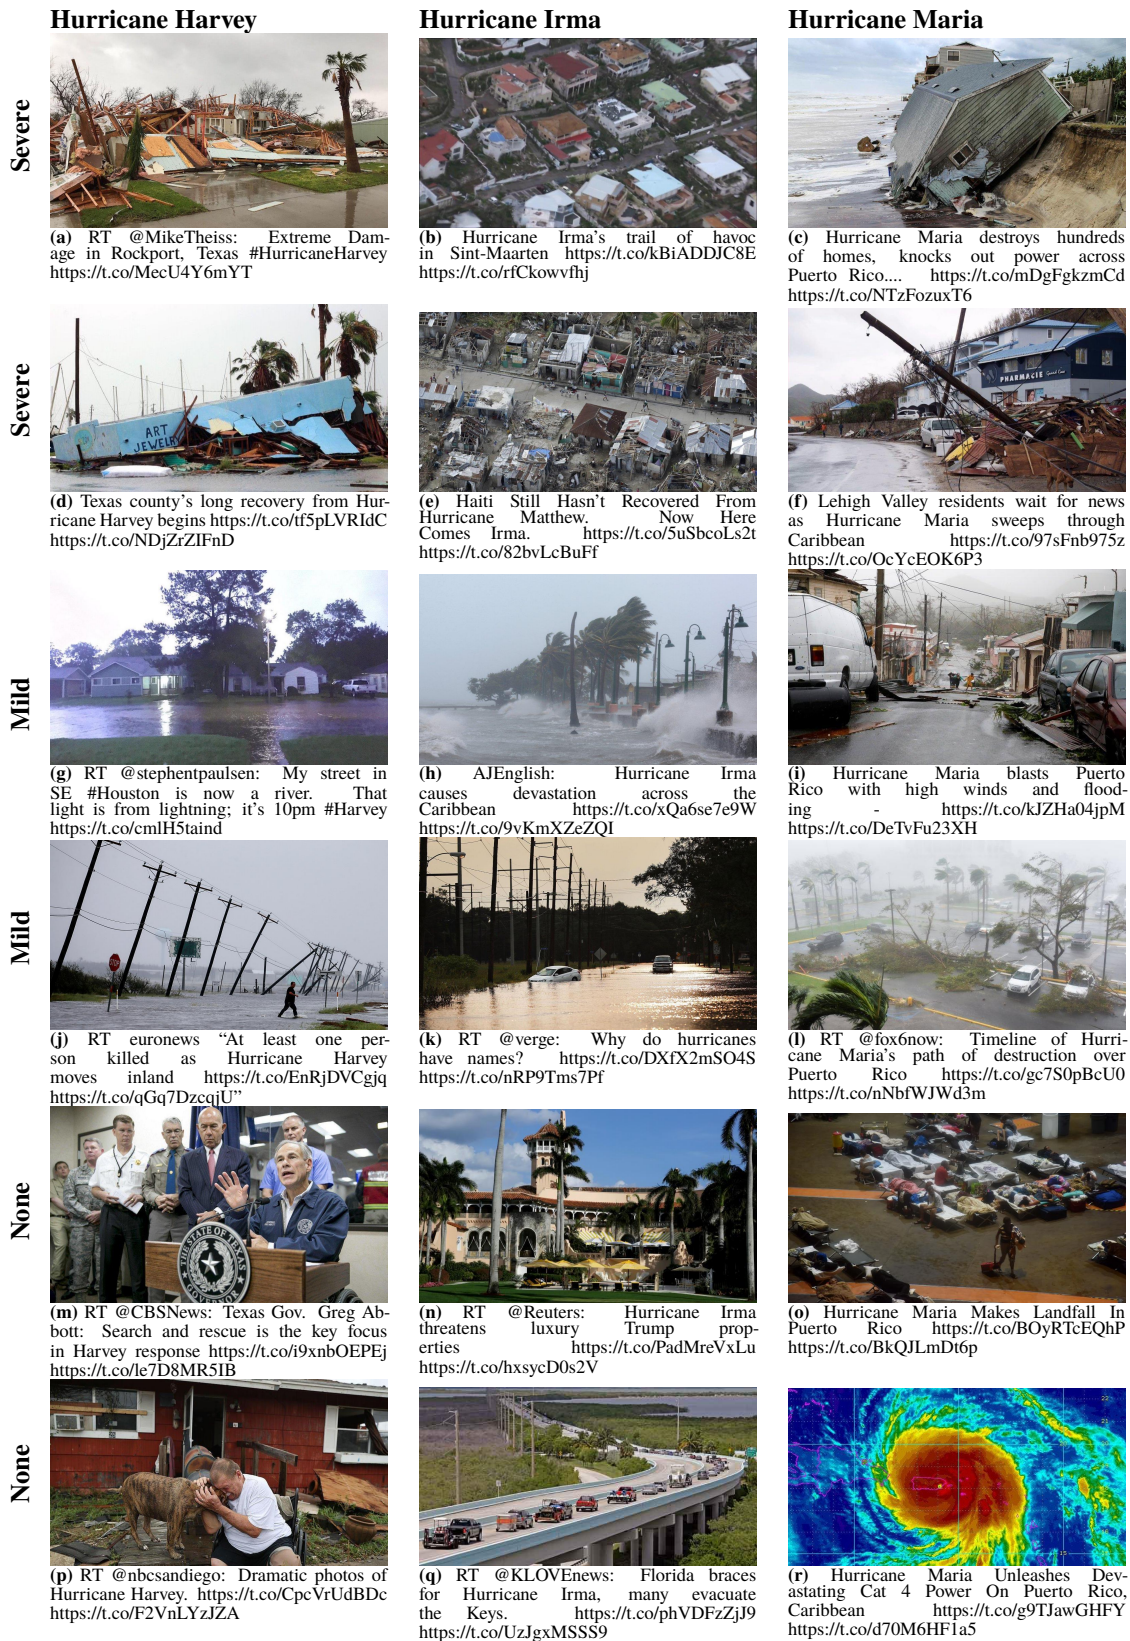 Hurricane Harvey
Hurricane Irma
Hurricane Maria
Severe
(a) RT @MikeTheiss: Extreme Dam-
age in Rockport, Texas #HurricaneHarvey
https://t.co/MecU4Y6mYT
(b) Hurricane Irma's trail of havoc
in Sint-Maarten https://t.co/kBiADDJC8E
https://t.co/rfCkowvfhj
(c) Hurricane Maria destroys hundreds
of homes, knocks out power across
Puerto Rico.... https://t.co/mDgFgkzmCd
https://t.co/NTzFozuxT6
Severe
ART
JEWELRY
PHARMACIE
(d) Texas county's long recovery from Hur-
ricane Harvey begins https://t.co/tf5pLVRIdC
https://t.co/NDjZrZIFnD
(e) Haiti Still Hasn't Recovered From
Hurricane Matthew. Now Here
Comes Irma. https://t.co/5uSbcoLs2t
https://t.co/82bvLcBuFf
(f) Lehigh Valley residents wait for news
as Hurricane Maria sweeps through
Caribbean https://t.co/97sFnb975z
https://t.co/OcYcEOK6P3
Mild
(g) RT @stephentpaulsen: My street in
SE #Houston is now a river. That
light is from lightning; it's 10pm #Harvey
https://t.co/cmlH5taind
(h) AJEnglish: Hurricane Irma
causes devastation across the
Caribbean https://t.co/xQa6se7e9W
https://t.co/9vKmXZeZQI
(i) Hurricane Maria blasts Puerto
Rico with high winds and flood-
ing - https://t.co/kJZHa04jpM
https://t.co/DeTvFu23XH
Mild
STOP
(j) RT euronews “At least one per-
son killed as Hurricane Harvey
moves inland https://t.co/EnRjDVCgjq
https://t.co/qGq7DzcqjU”
(k) RT @verge: Why do hurricanes
have names? https://t.co/DXfX2mSO4S
https://t.co/nRP9Tms7Pf
(l) RT @fox6now: Timeline of Hurri-
cane Maria's path of destruction over
Puerto Rico https://t.co/gc7S0pBcU0
https://t.co/nNbfWJWd3m
None
THE STATE OF TEXAS
GOVERNOR
(m) RT @CBSNews: Texas Gov. Greg Ab-
bott: Search and rescue is the key focus
in Harvey response https://t.co/i9xnbOEPEj
https://t.co/le7D8MR5IB
(n) RT @Reuters: Hurricane Irma
threatens luxury Trump prop-
erties https://t.co/PadMreVxLu
https://t.co/hxsycD0s2V
(o) Hurricane Maria Makes Landfall In
Puerto Rico https://t.co/BOyRTcEQhP
https://t.co/BkQJLmDt6p
None
(p) RT @nbcsandiego: Dramatic photos of
Hurricane Harvey. https://t.co/CpcVrUdBDc
https://t.co/F2VnLYzJZA
(q) RT @KLOVEnews: Florida braces
for Hurricane Irma, many evacuate
the Keys. https://t.co/phVDFzZjJ9
https://t.co/UzJgxMSSS9
(r) Hurricane Maria Unleashes Dev-
astating Cat 4 Power On Puerto Rico,
Caribbean https://t.co/g9TJawGHFY
https://t.co/d70M6HF1a5